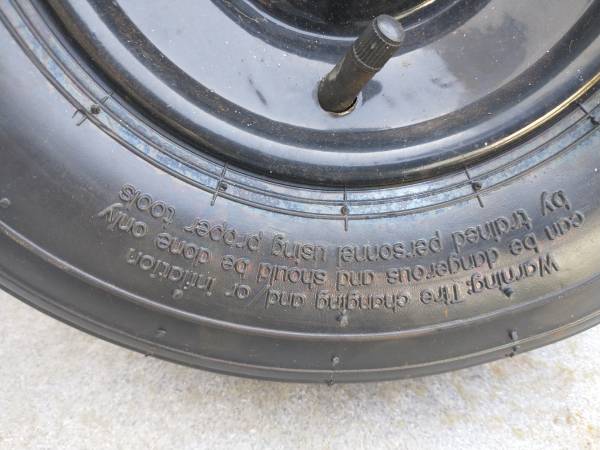 Warning:Tire changing and/ or infiation
can be dangerous and should be done only
by trained personnel using proper tools